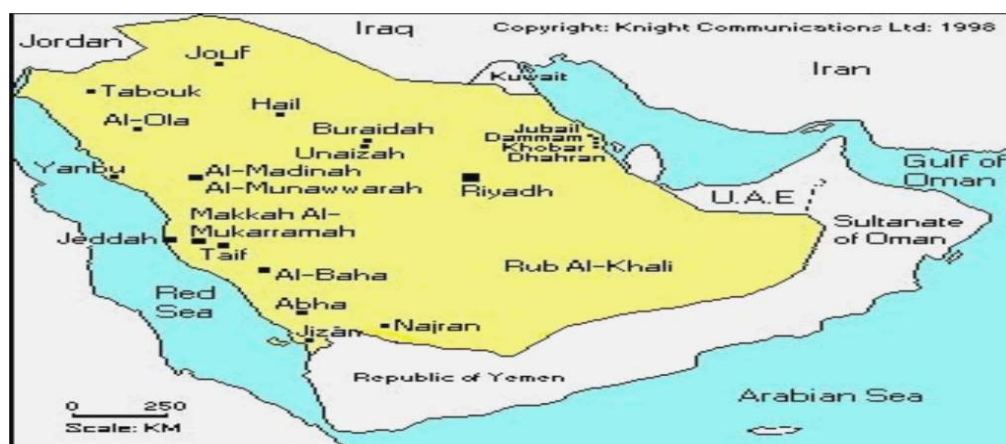 Jordan
Iraq
Copyright: Knight Communications Ltd: 1998
Jouf
Kuwait
Iran
Tabouk
Hail
Al-Ola
Buraidah
Unaizah
Jubail
Dammam
Khobar
Dhahran
Yanbu
Al-Madinah
Al-Munawwarah
Riyadh
Gulf of
Oman
U.A.E
Makkah Al-
Mukarramah
Jeddah
Taif
Sultanate
of Oman
Al-Baha
Rub Al-Khali
Red
Sea
Abha
Najran
Jizan
Republic of Yemen
Arabian Sea
0 250
Scale: KM